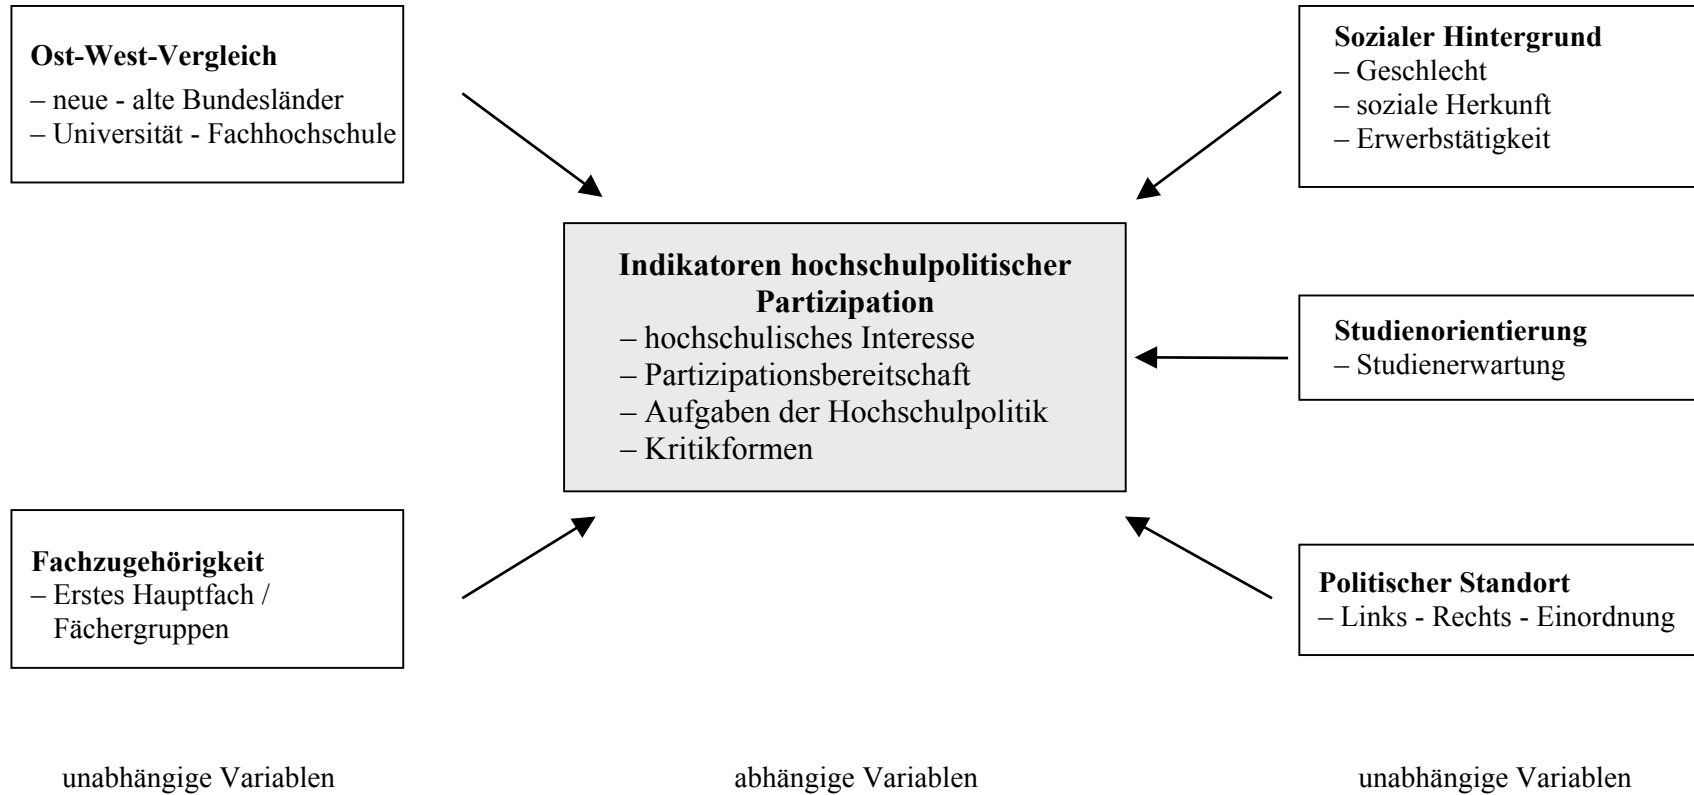 Ost-West-Vergleich
– neue - alte Bundesländer
– Universität - Fachhochschule
Sozialer Hintergrund
– Geschlecht
– soziale Herkunft
– Erwerbstätigkeit
Indikatoren hochschulpolitischer
Partizipation
– hochschulisches Interesse
– Partizipationsbereitschaft
– Aufgaben der Hochschulpolitik
– Kritikformen
Studienorientierung
– Studienerwartung
Fachzugehörigkeit
– Erstes Hauptfach /
Fächergruppen
Politischer Standort
– Links - Rechts - Einordnung
unabhängige Variablen
abhängige Variablen
unabhängige Variablen